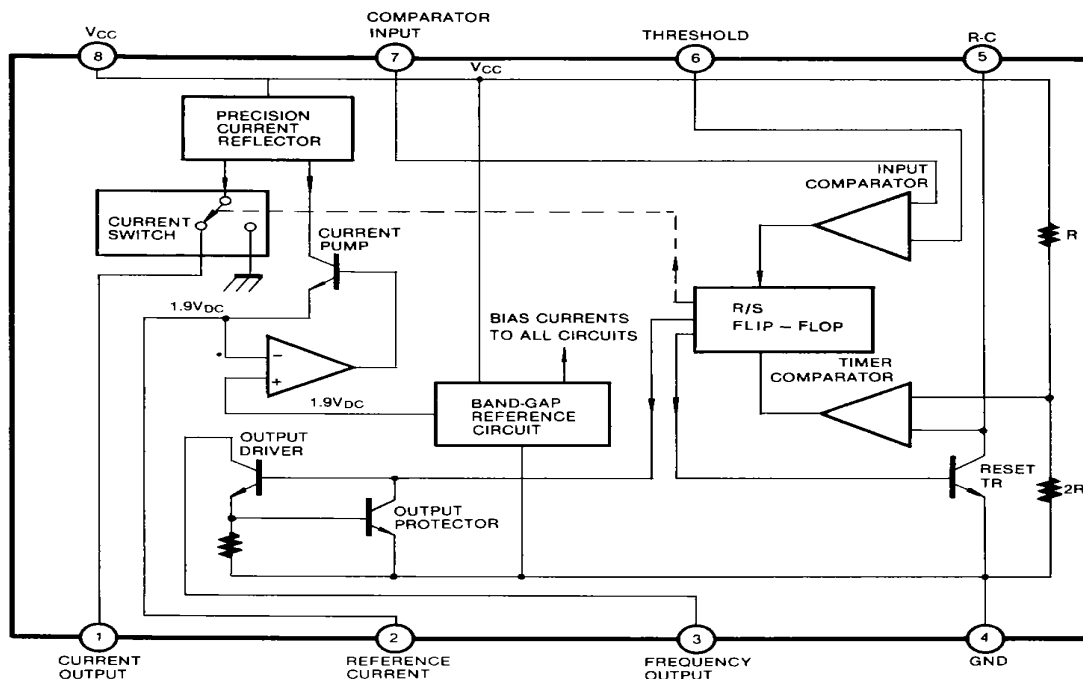 VCC
COMPARATOR
INPUT
THRESHOLD
R-C
8
7
6
5
VCC
PRECISION
CURRENT
REFLECTOR
INPUT
COMPARATOR
CURRENT
SWITCH
CURRENT
PUMP
R
1.9VDC
BIAS CURRENTS
TO ALL CIRCUITS
R/S
FLIP - FLOP
TIMER
COMPARATOR
−
+
1.9VDC
BAND-GAP
REFERENCE
CIRCUIT
OUTPUT
DRIVER
OUTPUT
PROTECTOR
RESET
TR
2R
1
2
3
4
CURRENT
OUTPUT
REFERENCE
CURRENT
FREQUENCY
OUTPUT
GND